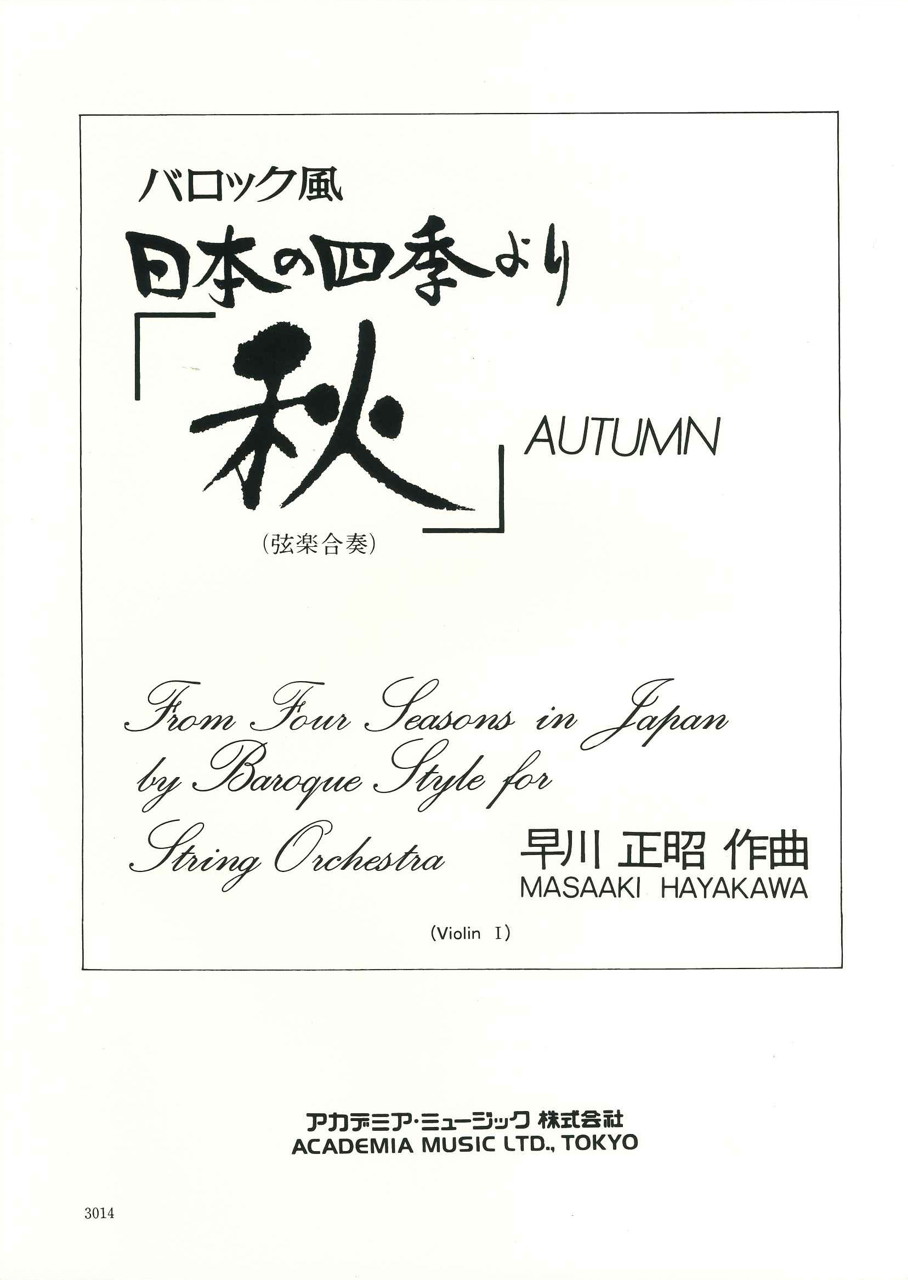 バロック風
日本の四季より
「秋」 AUTUMN
(弦楽合奏)
From Four Seasons in Japan
by Baroque Style for
String Orchestra
早川 正昭 作曲
MASAAKI HAYAKAWA
(Violin I)
アカデミア・ミュージック 株式会社
ACADEMIA MUSIC LTD., TOKYO
3014